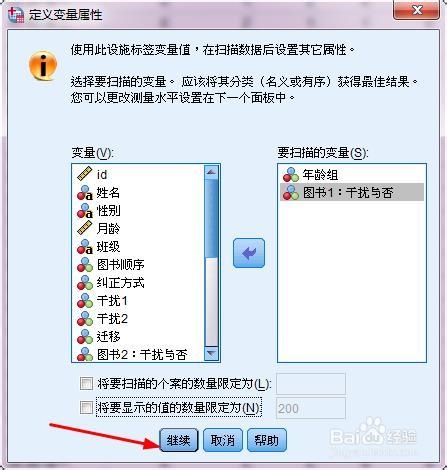 定义变量属性
使用此设施标签变量值，在扫描数据后设置其它属性。
选择要扫描的变量。 应该将其分类（名义或有序）获得最佳结果。
您可以更改测量水平设置在下一个面板中。
变量(V):
要扫描的变量(S):
id
姓名
性别
月龄
班级
图书顺序
纠正方式
干扰1
干扰2
迁移
图书2：干扰与否
年龄组
图书1：干扰与否
将要扫描的个案的数量限定为(L):
将要显示的值的数量限定为(N):
200
继续
取消
帮助
Baidu经验